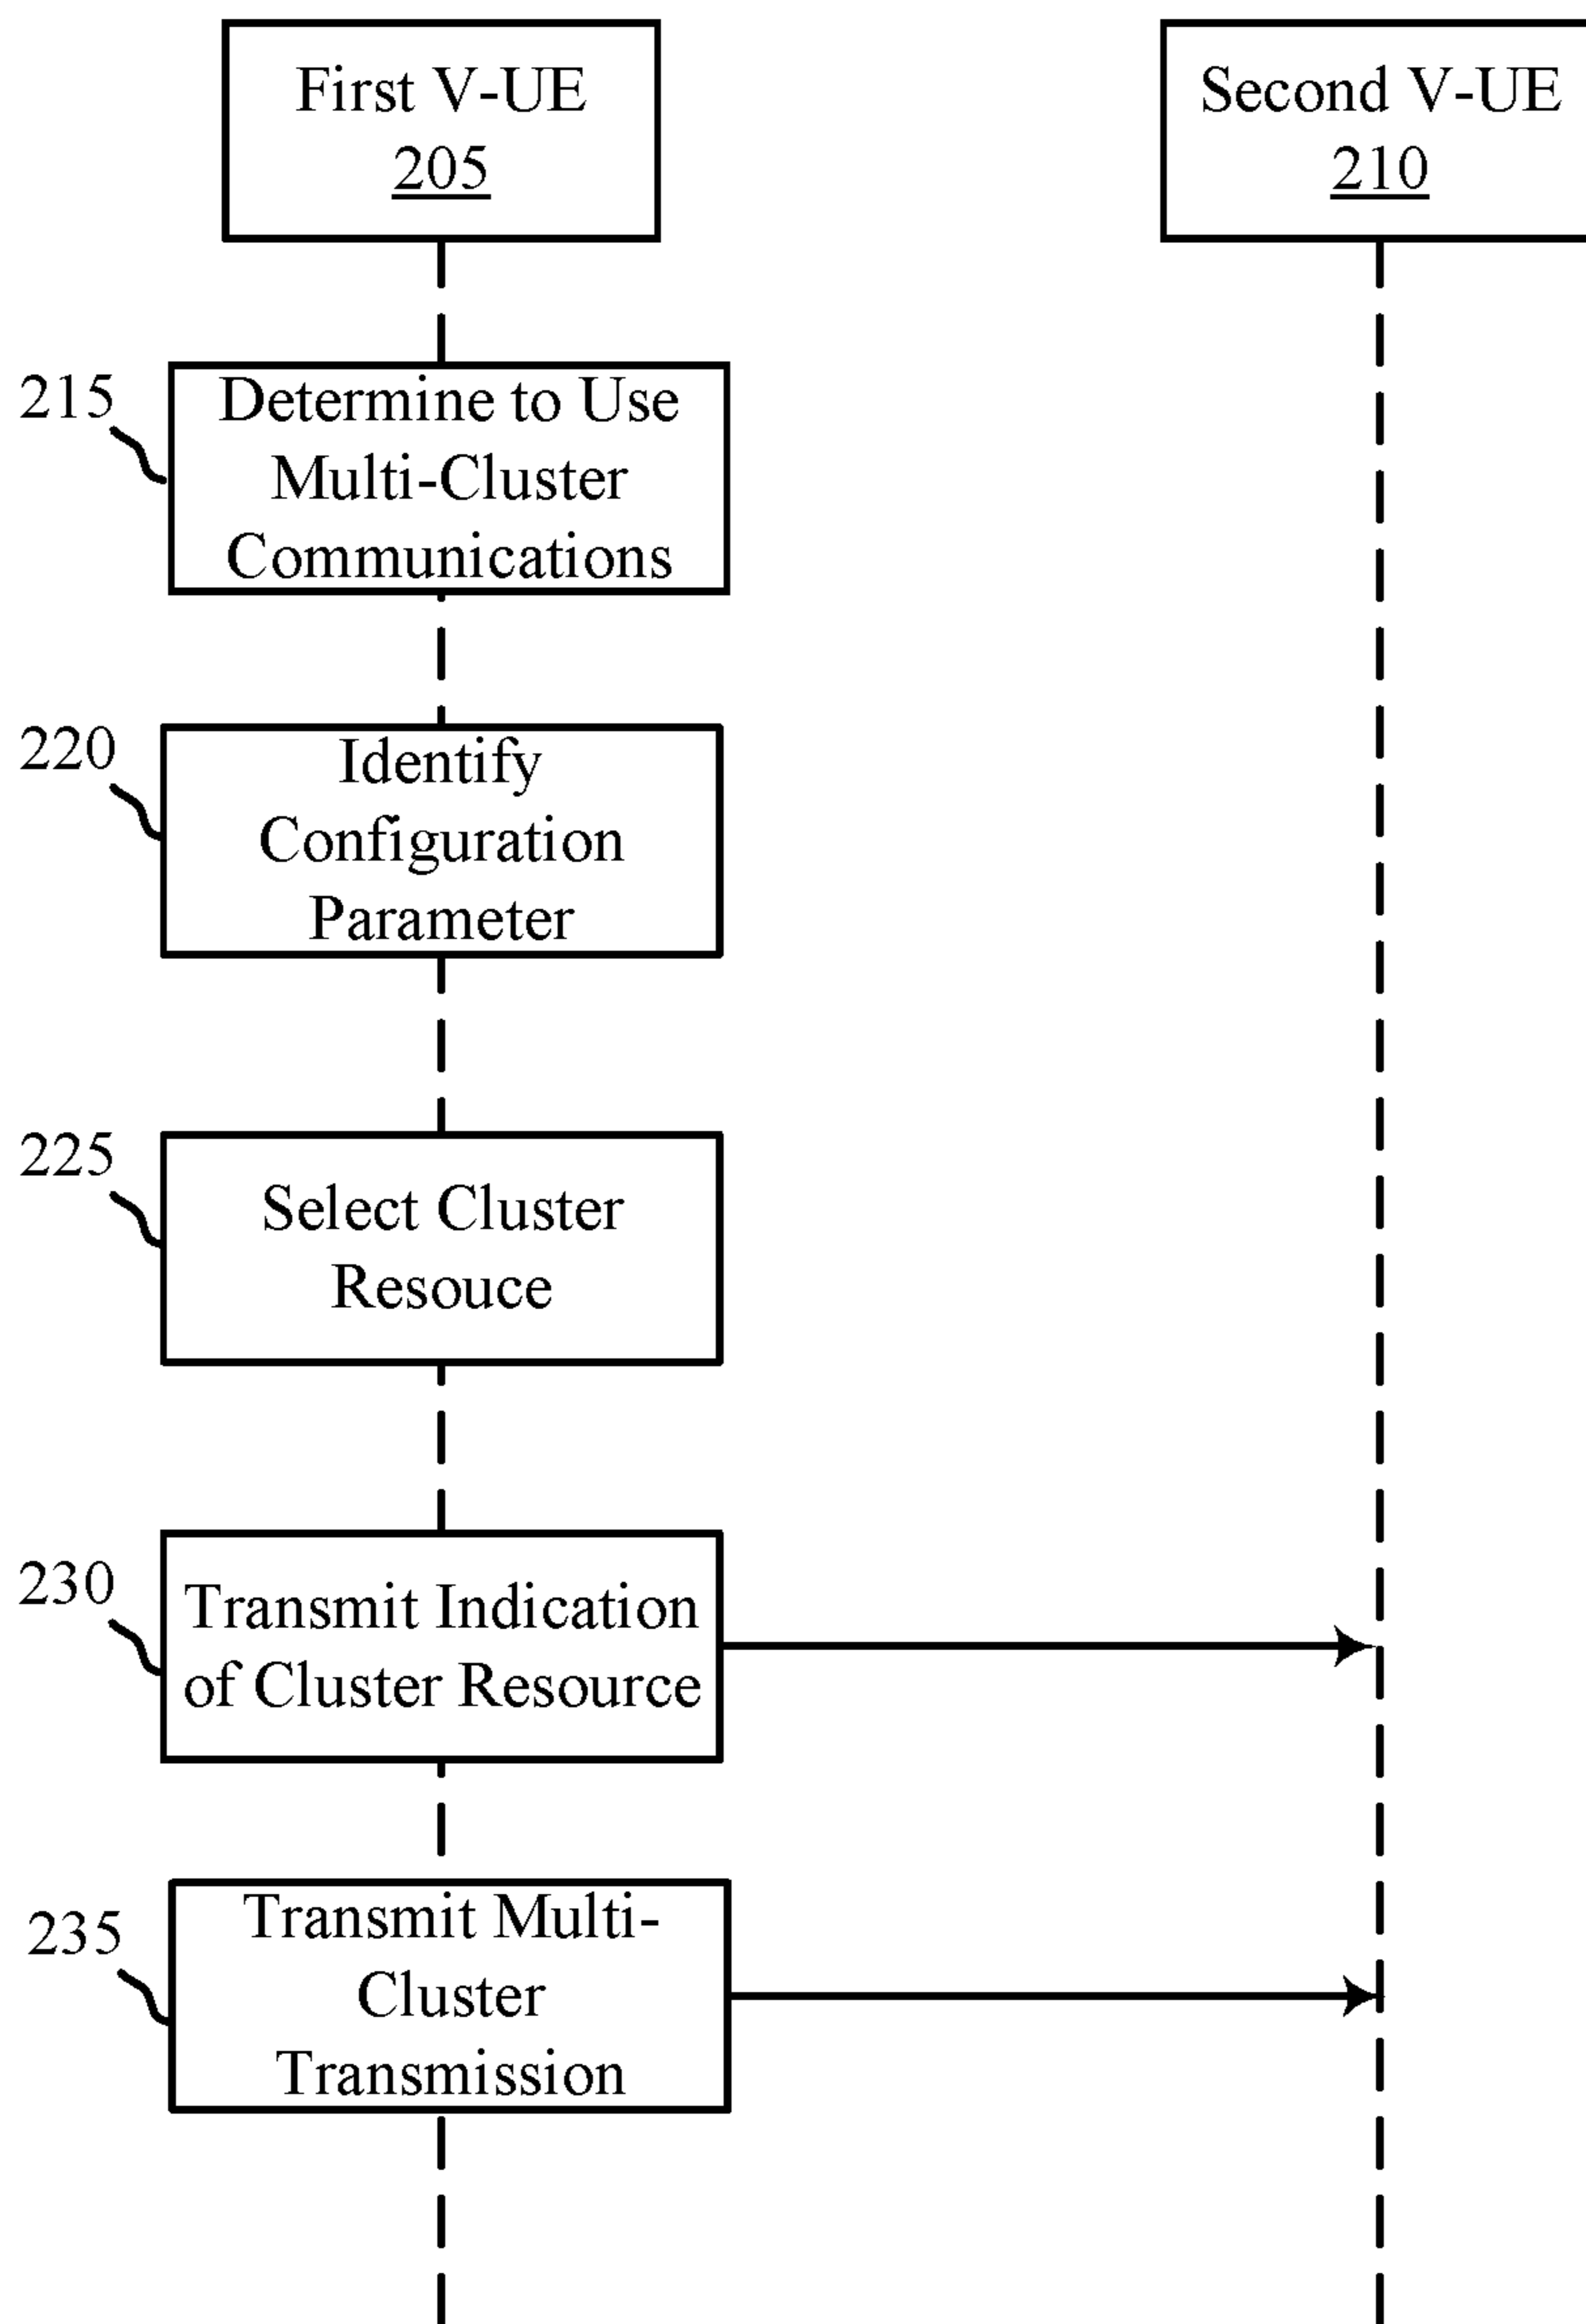 First V-UE
205
Second V-UE
210
215
Determine to Use
Multi-Cluster
Communications
220
Identify
Configuration
Parameter
225
Select Cluster
Resouce
230
Transmit Indication
of Cluster Resource
235
Transmit Multi-
Cluster
Transmission